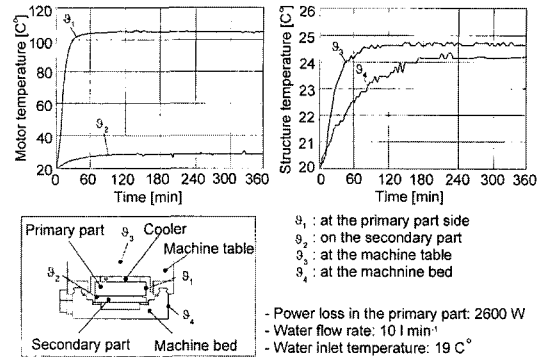 Motor temperature [C°]
120
100
80
60
40
20
0 60 120 180 240 300 360
Time [min]
ϑ1
ϑ2
Structure temperature [C°]
26
25
24
23
22
21
20
0 60 120 180 240 300 360
Time [min]
ϑ3
ϑ4
Primary part
ϑ3
Cooler
Machine table
ϑ2
ϑ1
ϑ4
Secondary part
Machine bed
ϑ1 : at the primary part side
ϑ2 : on the secondary part
ϑ3 : at the machine table
ϑ4 : at the machnine bed
- Power loss in the primary part: 2600 W
- Water flow rate: 10 l min-1
- Water inlet temperature: 19 C°